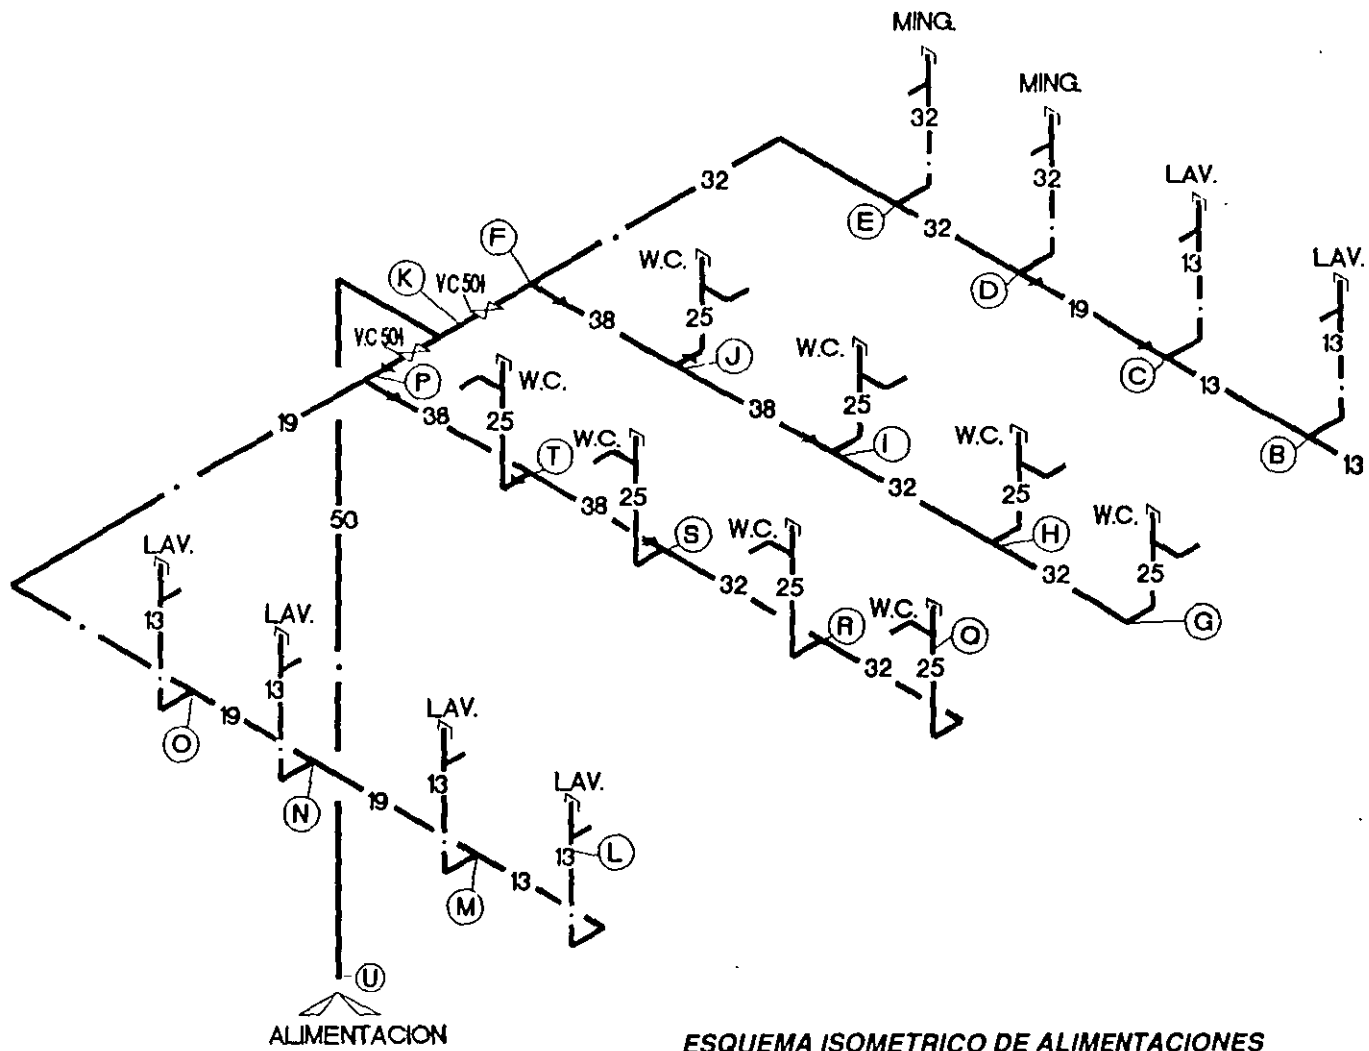 MING.
MING.
32
32
LAV.
32
E
F
32
W.C.
LAV.
K
V.C 50ɬ
13
D
25
38
19
V.C 50ɬ
J
W.C.
13
P
W.C.
C
13
38
25
38
25
19
W.C.
I
W.C.
B
13
T
32
25
38
25
W.C.
50
S
W.C.
H
LAV.
32
32
25
25
13
LAV.
W.C.
G
R
Q
32
25
13
19
O
LAV.
13
19
N
LAV.
13
L
13
M
U
ALIMENTACION
ESQUEMA ISOMETRICO DE ALIMENTACIONES